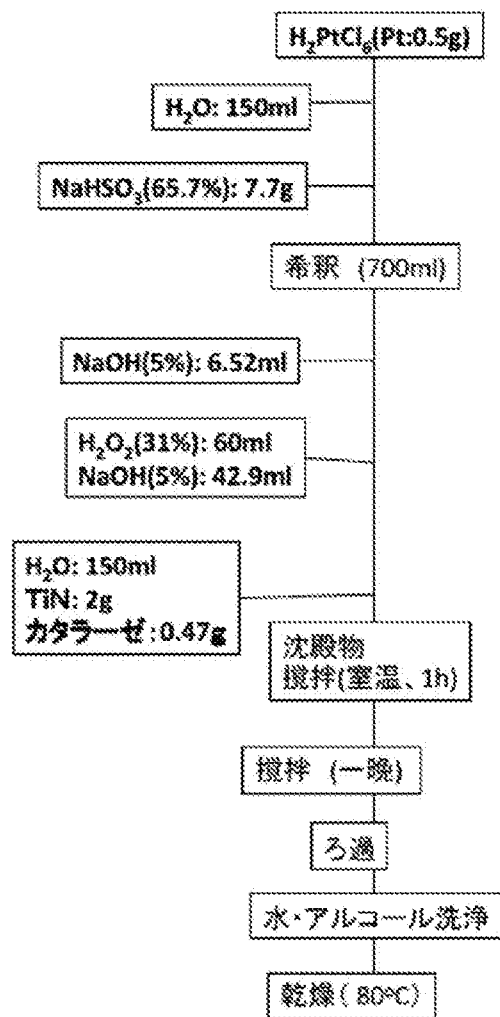 H₂PtCl₆(Pt:0.5g)
H₂O: 150ml
NaHSO₃(65.7%): 7.7g
希釈 (700ml)
NaOH(5%): 6.52ml
H₂O₂(31%): 60ml
NaOH(5%): 42.9ml
H₂O: 150ml
TiN: 2g
カタラーゼ:0.47g
沈殿物
撹拌(室温、1h)
撹拌 (一晩)
ろ過
水・アルコール洗浄
乾燥( 80ºC)